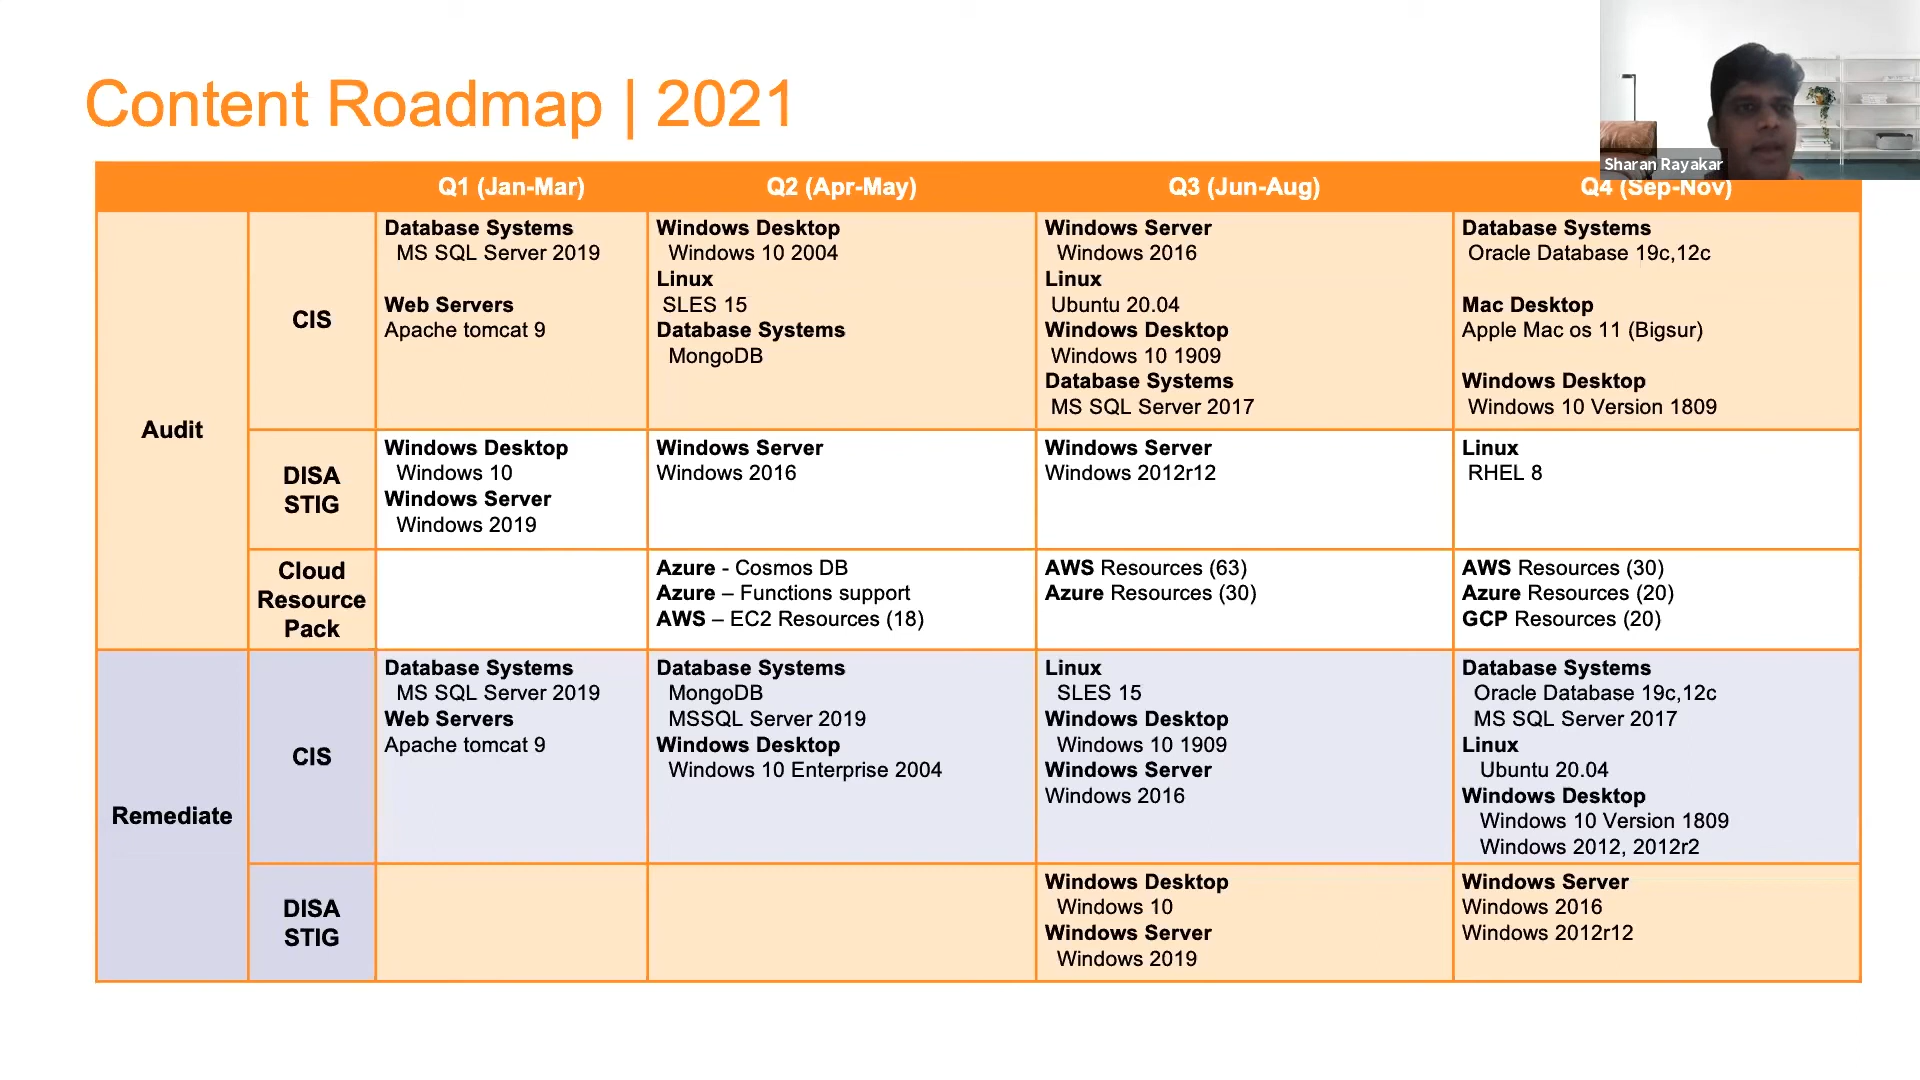 Content Roadmap | 2021
Sharan Rayakar
Q1 (Jan-Mar)
Q2 (Apr-May)
Q3 (Jun-Aug)
Q4 (Sep-Nov)
Audit
CIS
Database Systems
MS SQL Server 2019
Web Servers
Apache tomcat 9
Windows Desktop
Windows 10 2004
Linux
SLES 15
Database Systems
MongoDB
Windows Server
Windows 2016
Linux
Ubuntu 20.04
Windows Desktop
Windows 10 1909
Database Systems
MS SQL Server 2017
Database Systems
Oracle Database 19c,12c
Mac Desktop
Apple Mac os 11 (Bigsur)
Windows Desktop
Windows 10 Version 1809
DISA
STIG
Windows Desktop
Windows 10
Windows Server
Windows 2019
Windows Server
Windows 2016
Windows Server
Windows 2012r12
Linux
RHEL 8
Cloud
Resource
Pack
Azure - Cosmos DB
Azure – Functions support
AWS – EC2 Resources (18)
AWS Resources (63)
Azure Resources (30)
AWS Resources (30)
Azure Resources (20)
GCP Resources (20)
Remediate
CIS
Database Systems
MS SQL Server 2019
Web Servers
Apache tomcat 9
Database Systems
MongoDB
MSSQL Server 2019
Windows Desktop
Windows 10 Enterprise 2004
Linux
SLES 15
Windows Desktop
Windows 10 1909
Windows Server
Windows 2016
Database Systems
Oracle Database 19c,12c
MS SQL Server 2017
Linux
Ubuntu 20.04
Windows Desktop
Windows 10 Version 1809
Windows 2012, 2012r2
DISA
STIG
Windows Desktop
Windows 10
Windows Server
Windows 2019
Windows Server
Windows 2016
Windows 2012r12